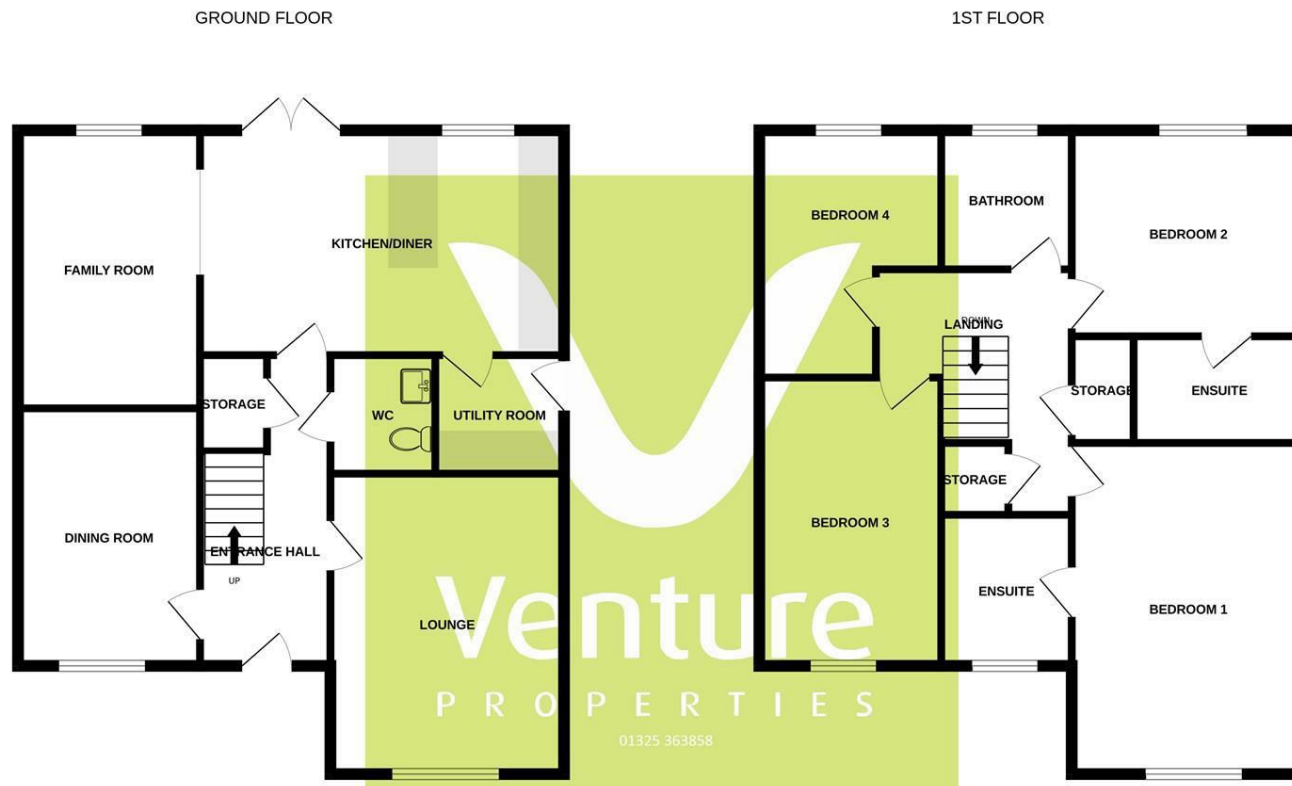 GROUND FLOOR
1ST FLOOR
FAMILY ROOM
KITCHEN/DINER
STORAGE
WC
UTILITY ROOM
DINING ROOM
ENTRANCE HALL
UP
LOUNGE
BEDROOM 4
BATHROOM
BEDROOM 2
DOWN
LANDING
STORAGE
ENSUITE
STORAGE
BEDROOM 3
ENSUITE
BEDROOM 1
Venture
PROPERTIES
01325 363858